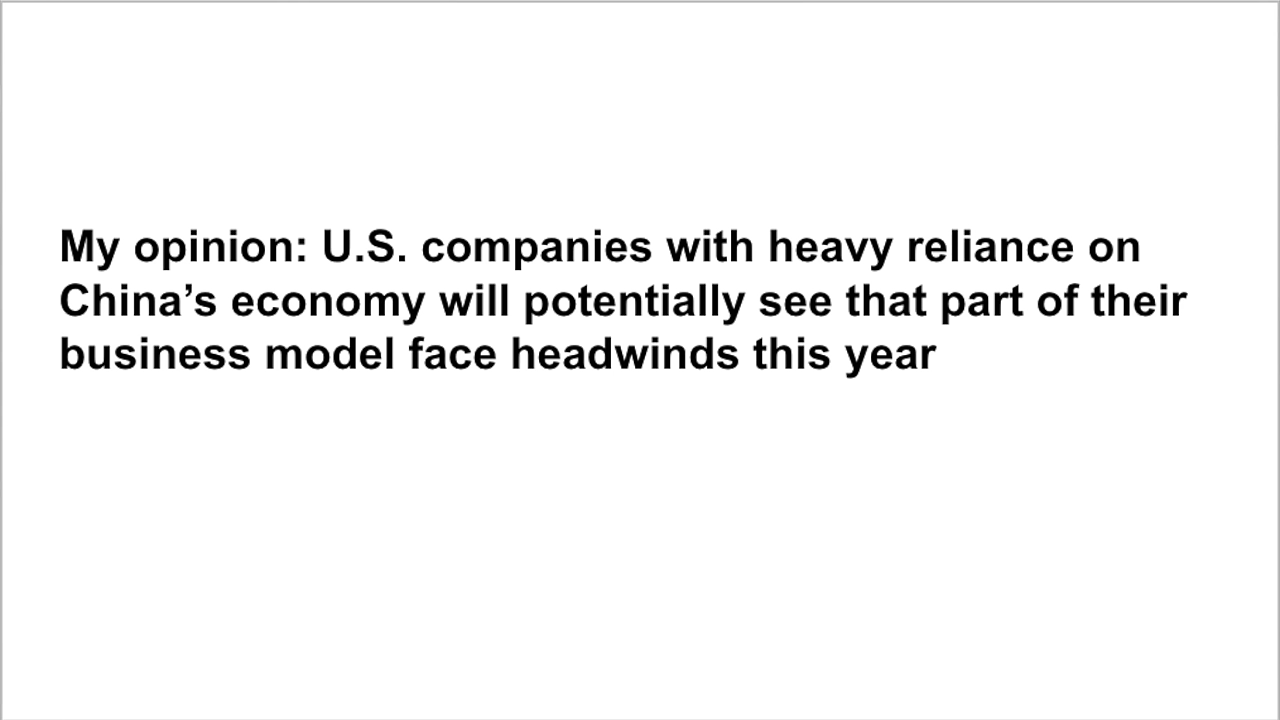 My opinion: U.S. companies with heavy reliance on
China’s economy will potentially see that part of their
business model face headwinds this year